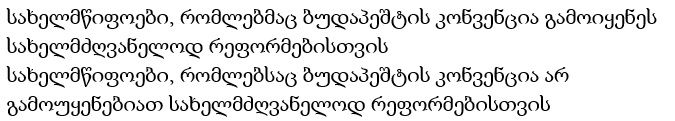 სახელმწიფოები, რომლებმაც ბუდაპეშტის კონვენცია გამოიყენეს
სახელმძღვანელოდ რეფორმებისთვის
სახელმწიფოები, რომლებსაც ბუდაპეშტის კონვენცია არ
გამოუყენებიათ სახელმძღვანელოდ რეფორმებისთვის